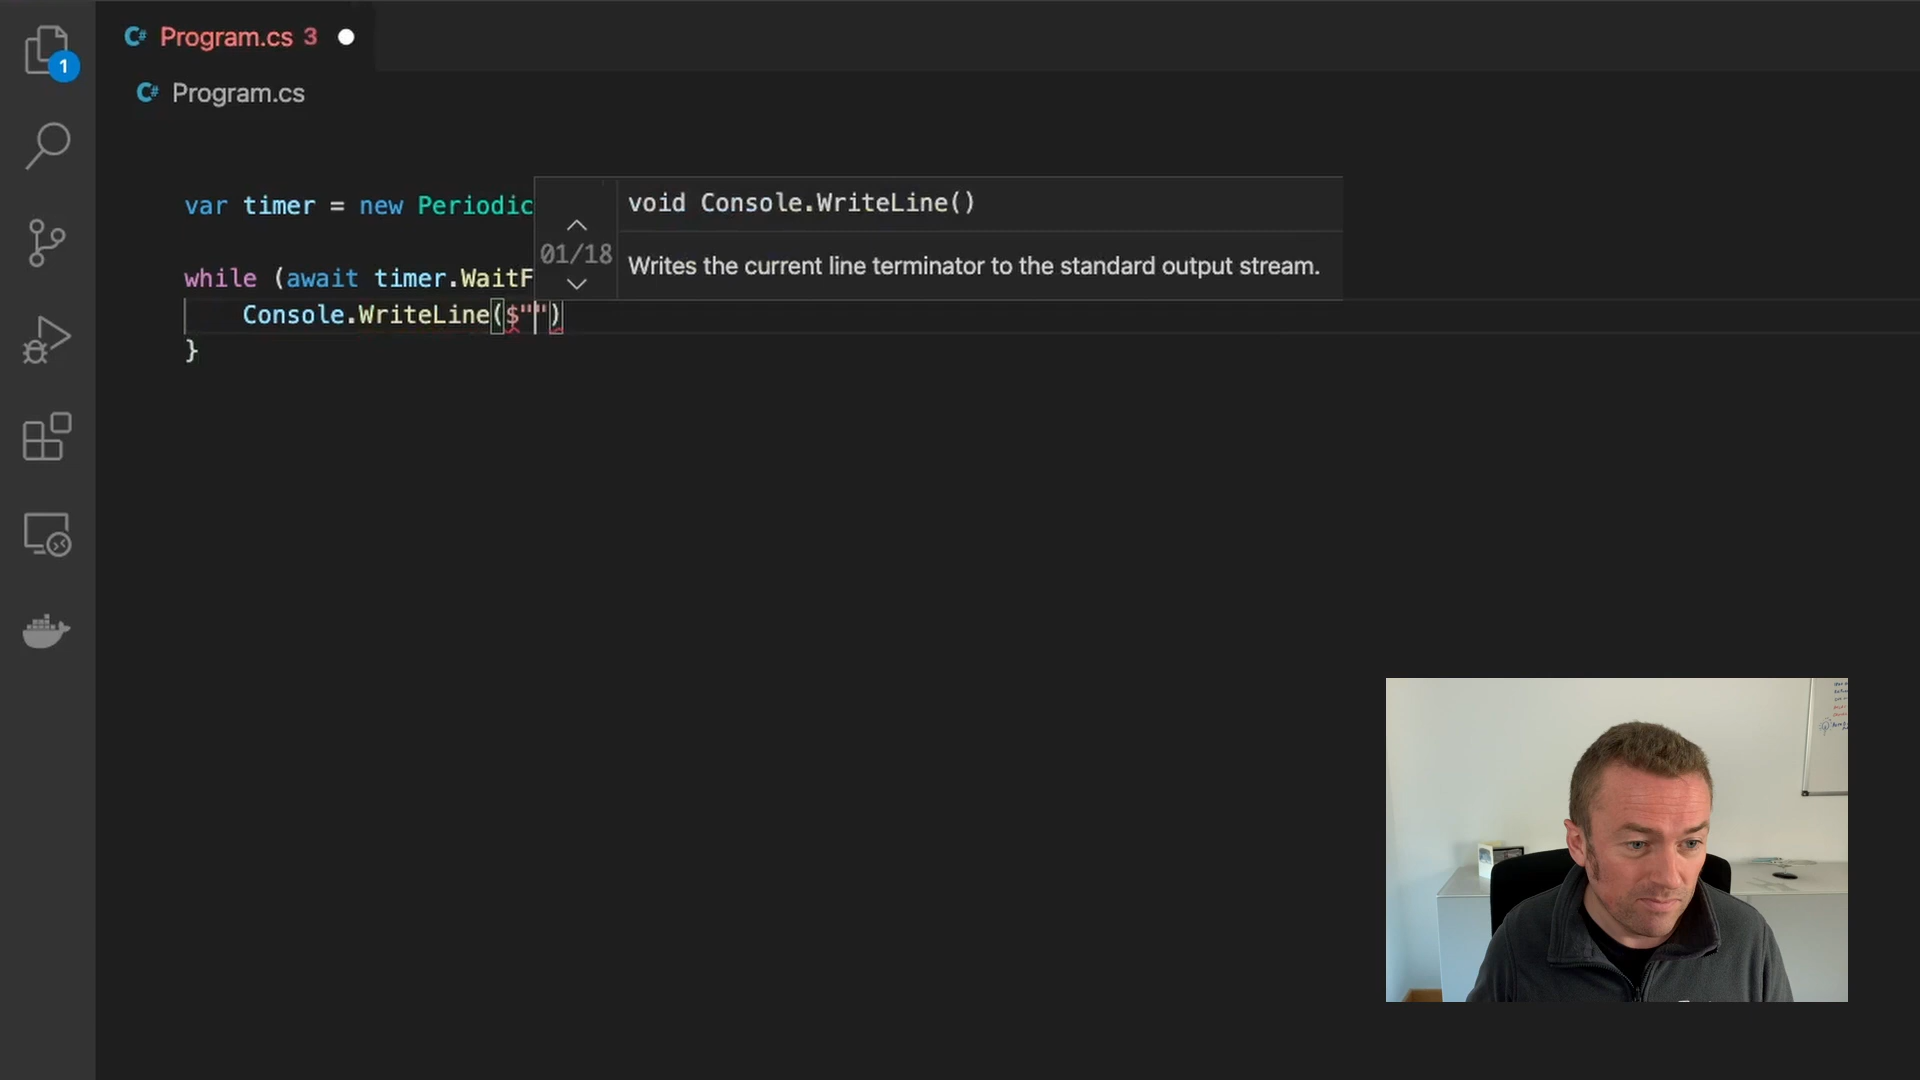 Program.cs 3
1
Program.cs
void Console.WriteLine()
var timer = new Periodic
01/18
Writes the current line terminator to the standard output stream.
while (await timer.WaitF
Console.WriteLine($"")
}